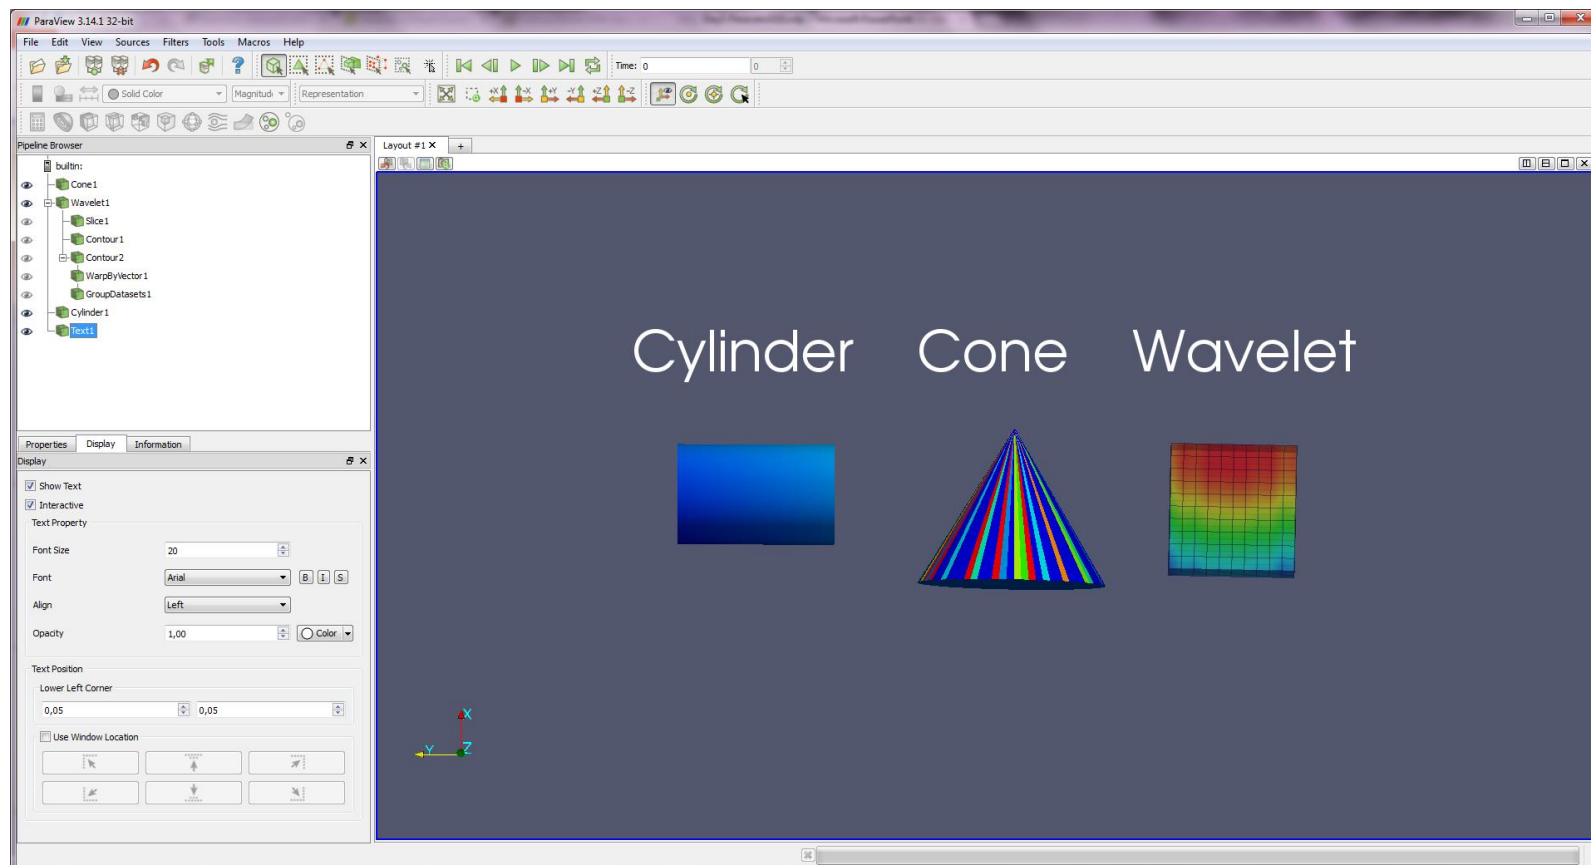 ParaView 3.14.1 32-bit
File Edit View Sources Filters Tools Macros Help
Time: 0 0
Solid Color Magnitud Representation
+X -X +Y -Y +Z -Z
Pipeline Browser
Layout #1 X +
builtin:
Cone1
Wavelet1
Slice1
Contour1
Contour2
WarpByVector1
GroupDatasets1
Cylinder1
Text1
Cylinder Cone Wavelet
Properties Display Information
Display
Show Text
Interactive
Text Property
Font Size 20
Font Arial B I S
Align Left
Opacity 1,00 Color
Text Position
Lower Left Corner
0,05 0,05
Use Window Location
X
Y Z